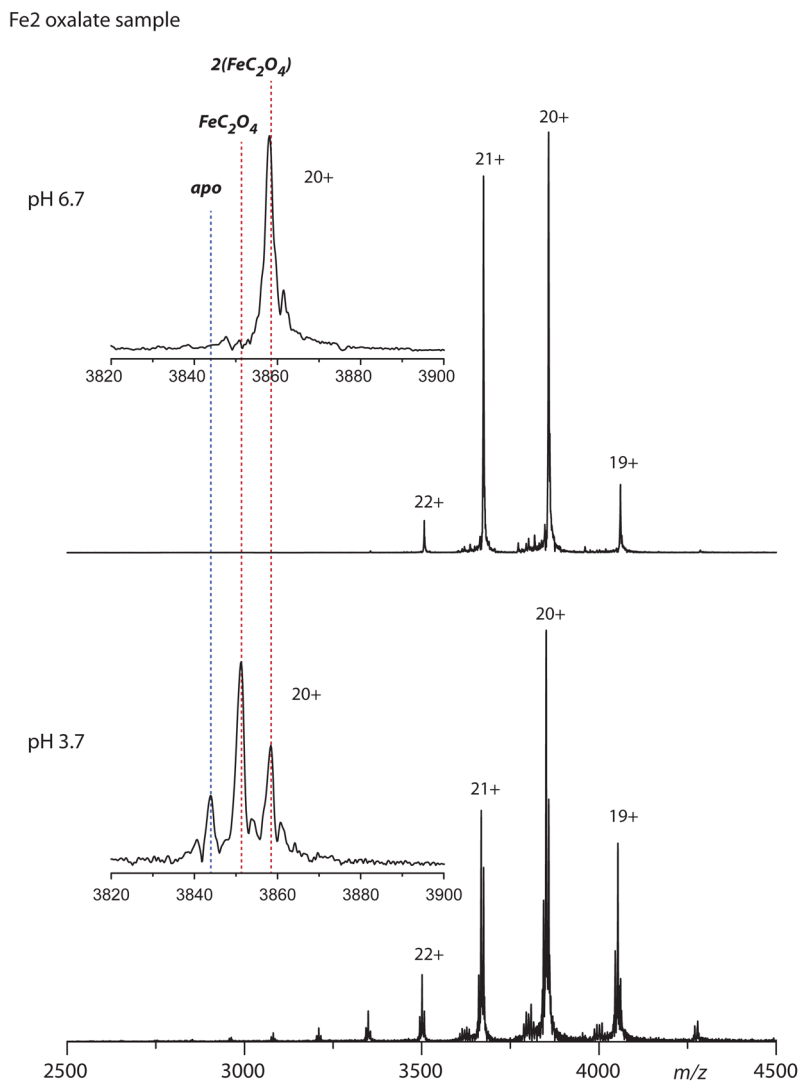 Fe2 oxalate sample
2(FeC2O4)
FeC2O4
apo
pH 6.7
20+
3820 3840 3860 3880 3900
20+
21+
19+
22+
pH 3.7
20+
3820 3840 3860 3880 3900
20+
21+
19+
22+
2500 3000 3500 4000 m/z 4500